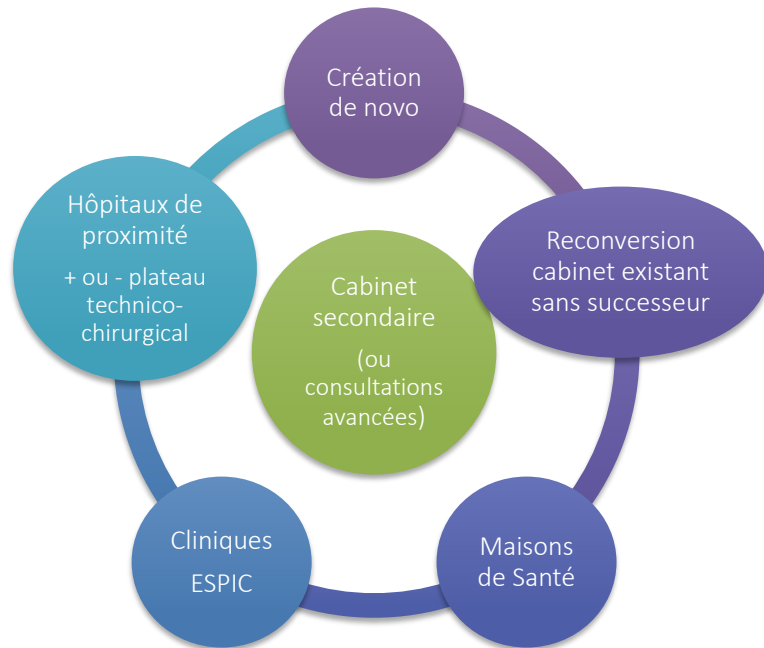 Création
de novo
Hôpitaux de
proximité
+ ou - plateau
technico-
chirurgical
Reconversion
cabinet existant
sans successeur
Cabinet
secondaire
(ou
consultations
avancées)
Cliniques
ESPIC
Maisons
de Santé